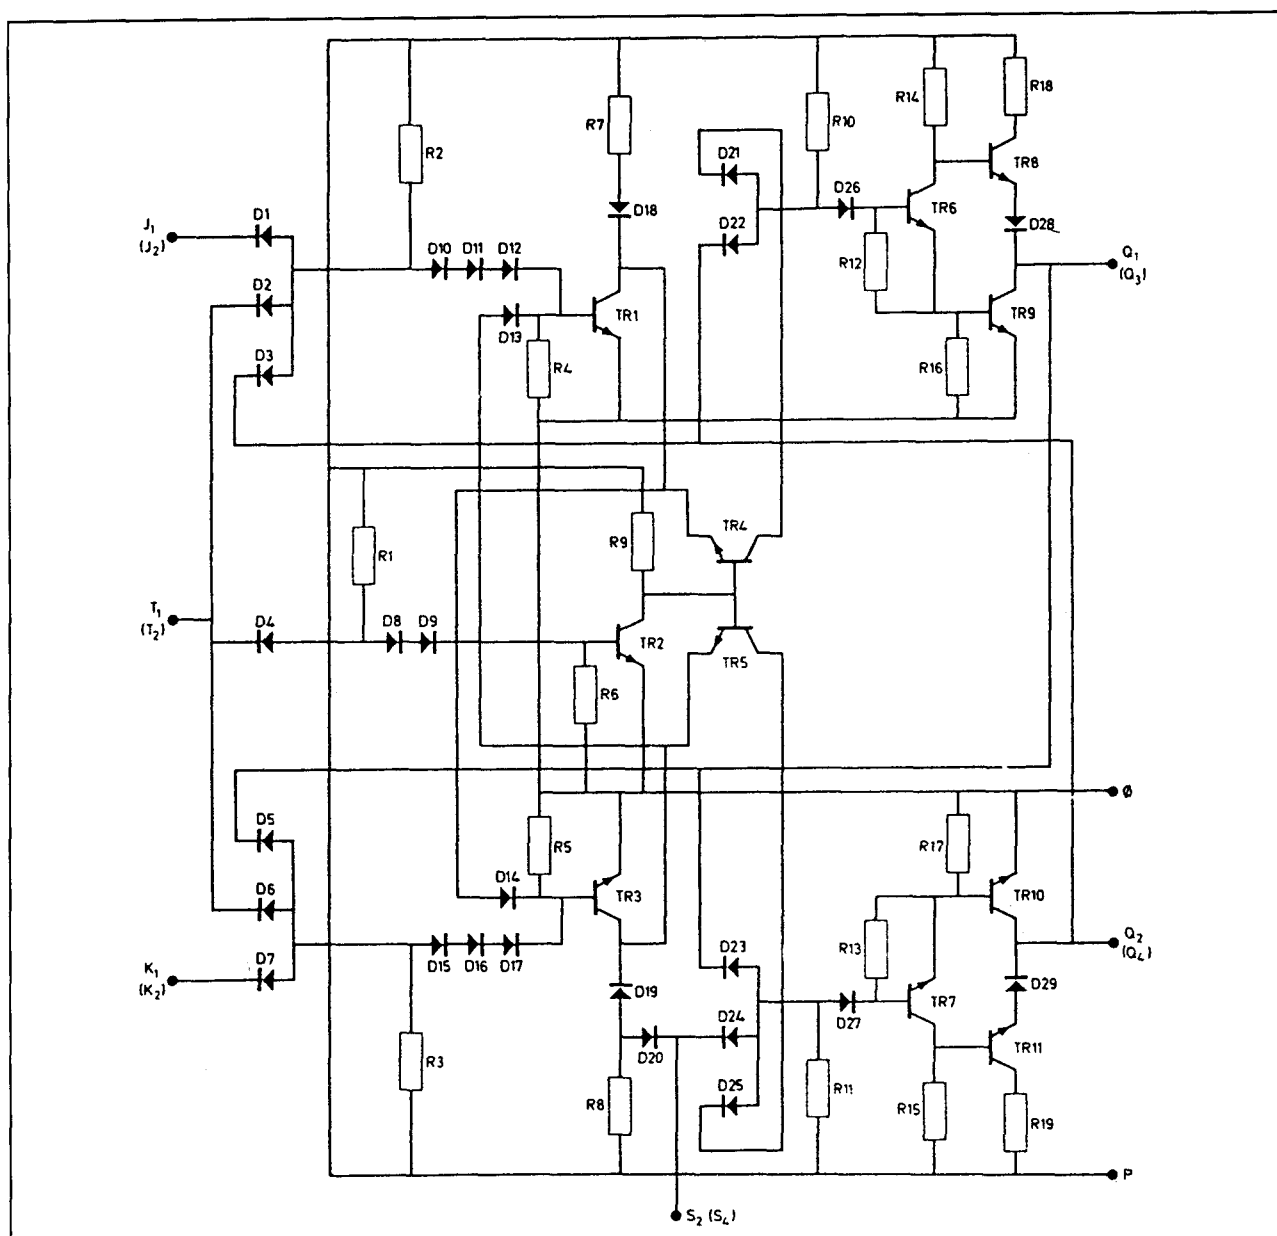 R18
R14
R7
R10
R2
D21
TR8
D26
TR6
D18
D22
D28
D1
J₁
(J₂)
Q₁
(Q₃)
D10 D11 D12
R12
D2
TR1
TR9
D13
D3
R4
R16
TR4
R9
R1
T₁
(T₂)
D4
D8 D9
TR2
TR5
R6
Ø
D5
R5
R17
D14
TR3
D6
TR10
Q₂
(Q₄)
R13
D23
K₁
(K₂)
D7
D15 D16 D17
D19
D29
D27
TR7
D24
D20
TR11
R3
D25
R8
R11
R15
R19
P
S₂ (S₄)